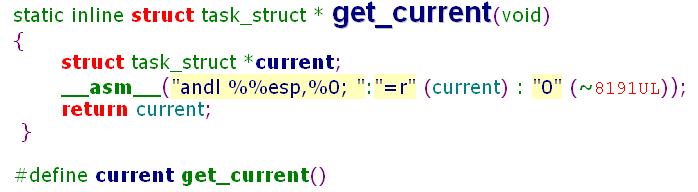 static inline struct task_struct * get_current(void)
{
struct task_struct *current;
__asm__("andl %%esp,%0; ":"=r" (current) : "0" (~8191UL));
return current;
}
#define current get_current()